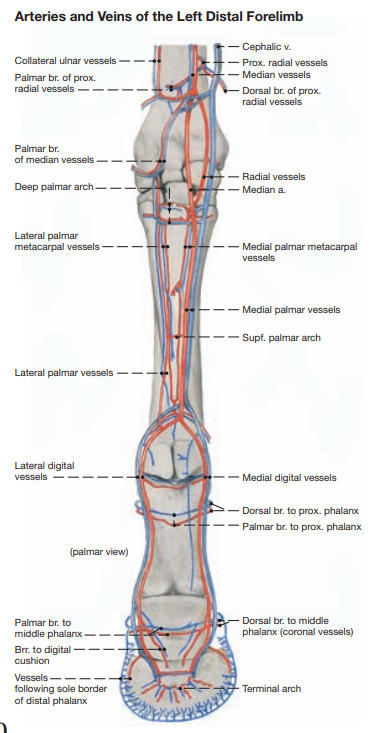 Arteries and Veins of the Left Distal Forelimb
Cephalic v.
Collateral ulnar vessels
Prox. radial vessels
Median vessels
Palmar br. of prox.
radial vessels
Dorsal br. of prox.
radial vessels
Palmar br.
of median vessels
Radial vessels
Deep palmar arch
Median a.
Lateral palmar
metacarpal vessels
Medial palmar metacarpal
vessels
Medial palmar vessels
Supf. palmar arch
Lateral palmar vessels
Lateral digital
vessels
Medial digital vessels
Dorsal br. to prox. phalanx
Palmar br. to prox. phalanx
(palmar view)
Palmar br. to
middle phalanx
Dorsal br. to middle
phalanx (coronal vessels)
Brr. to digital
cushion
Vessels
following sole border
of distal phalanx
Terminal arch